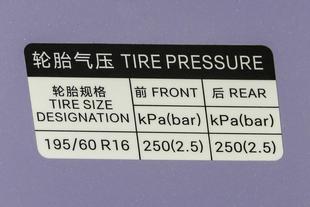 轮胎气压 TIRE PRESSURE
轮胎规格
TIRE SIZE
DESIGNATION
前 FRONT 后 REAR
kPa(bar) kPa(bar)
195/60 R16 250(2.5) 250(2.5)